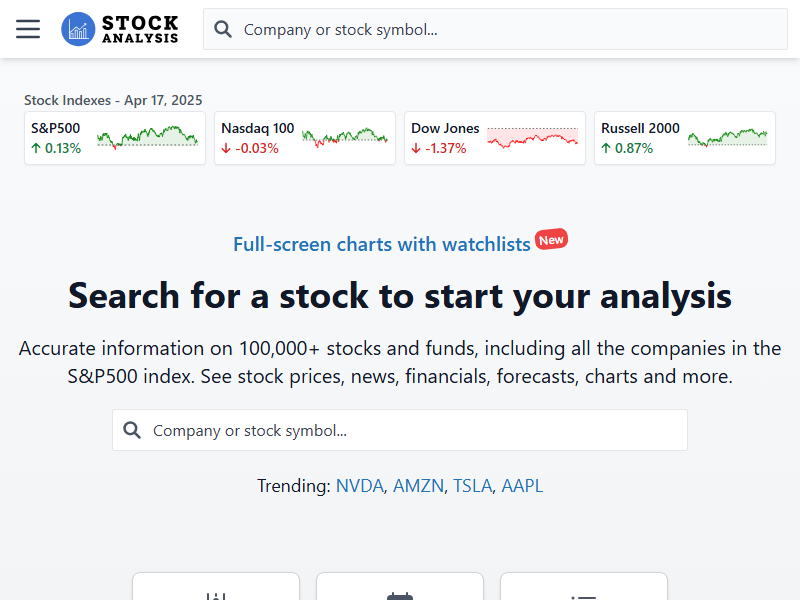 STOCK
ANALYSIS
Company or stock symbol...
Stock Indexes - Apr 17, 2025
S&P500
↑ 0.13%
Nasdaq 100
↓ -0.03%
Dow Jones
↓ -1.37%
Russell 2000
↑ 0.87%
Full-screen charts with watchlists New
Search for a stock to start your analysis
Accurate information on 100,000+ stocks and funds, including all the companies in the
S&P500 index. See stock prices, news, financials, forecasts, charts and more.
Company or stock symbol...
Trending: NVDA, AMZN, TSLA, AAPL